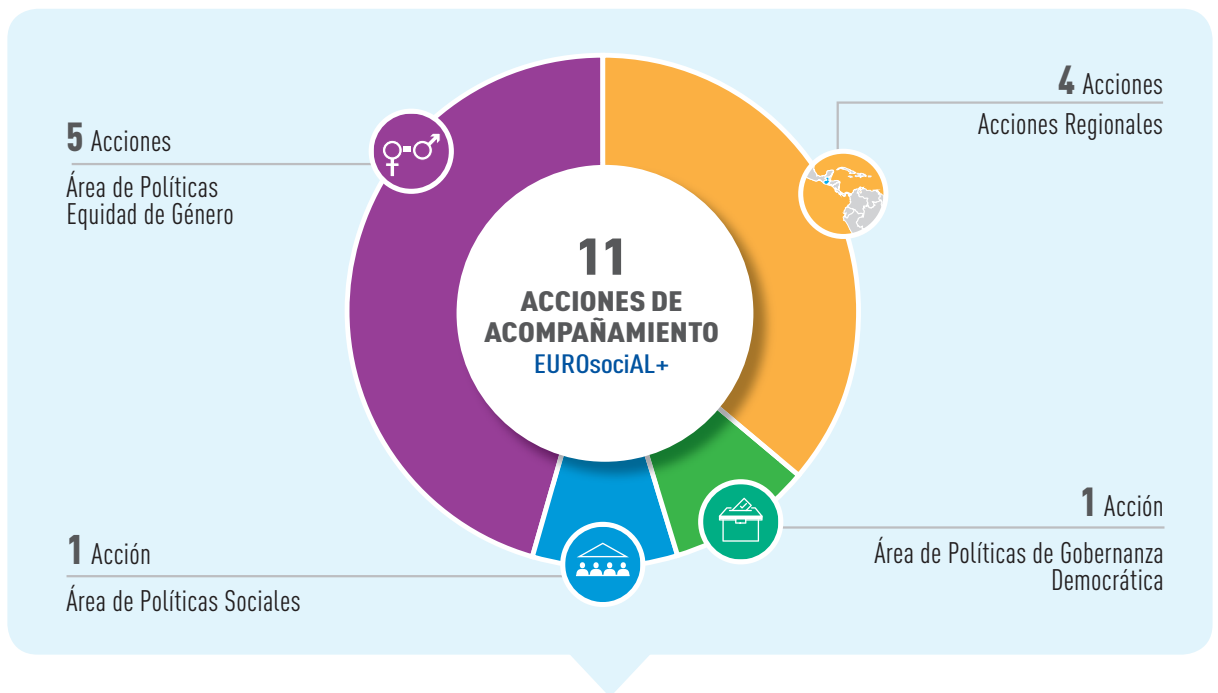 5 Acciones
Área de Políticas
Equidad de Género
4 Acciones
Acciones Regionales
11
ACCIONES DE
ACOMPAÑAMIENTO
EUROsociAL+
1 Acción
Área de Políticas Sociales
1 Acción
Área de Políticas de Gobernanza
Democrática